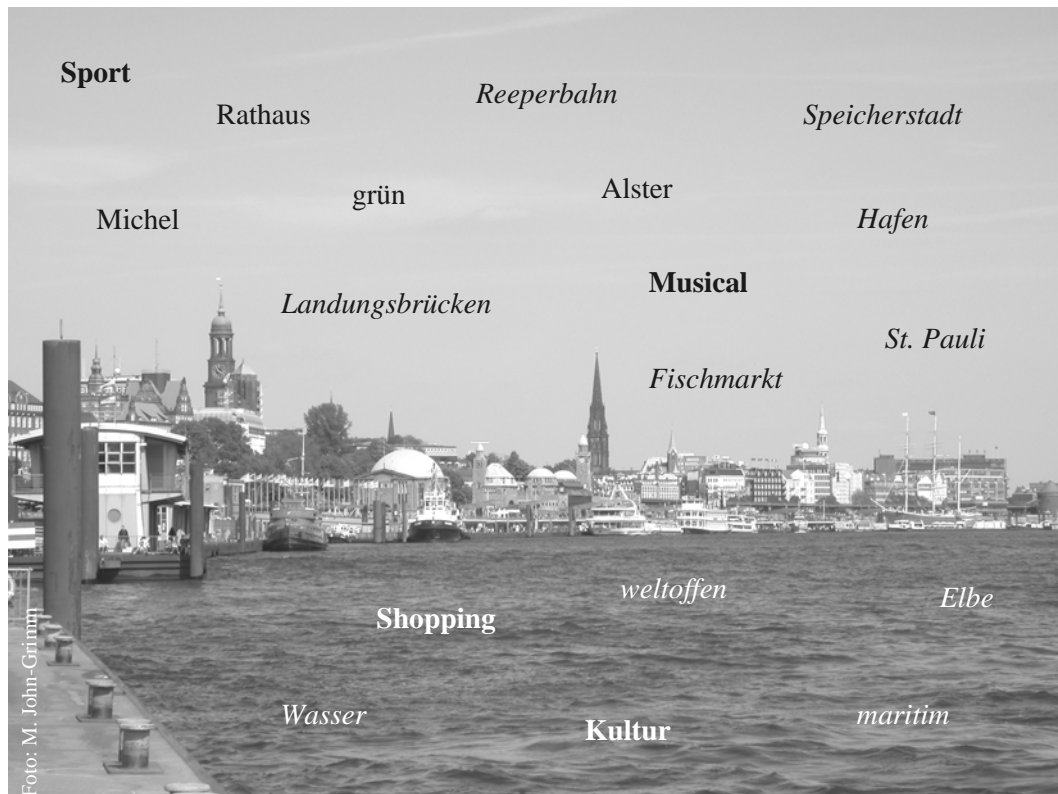 Sport
Reeperbahn
Rathaus
Speicherstadt
grün
Alster
Michel
Hafen
Musical
Landungsbrücken
St. Pauli
Fischmarkt
weltoffen
Elbe
Shopping
Wasser
Kultur
maritim
Foto: M. John-Grimm